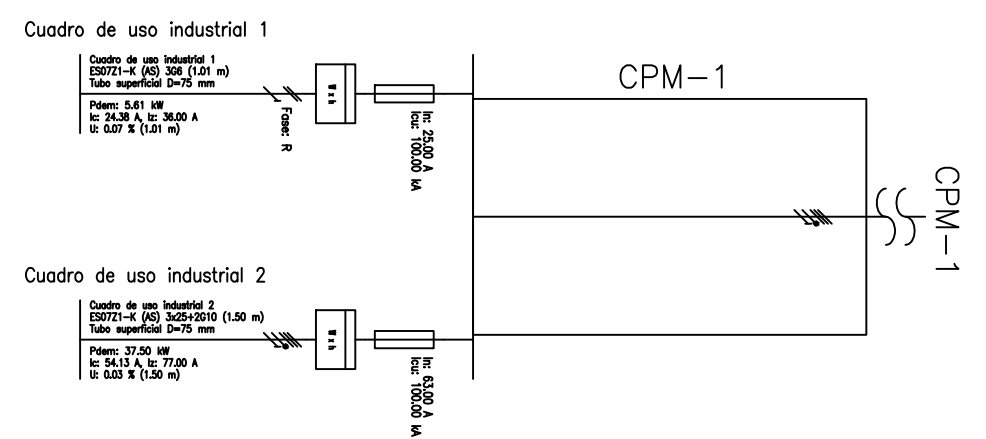 Cuadro de uso industrial 1
Cuadro de uso industrial 1
ES07Z1-K (AS) 3G6 (1.01 m)
Tubo superficial D=75 mm
Pdem: 5.61 kW
Ic: 24.38 A, Iz: 36.00 A
U: 0.07 % (1.01 m)
Fase: R
Wxh
In: 25.00 A
Icu: 100.00 kA
CPM-1
CPM-1
Cuadro de uso industrial 2
Cuadro de uso industrial 2
ES07Z1-K (AS) 3x25+2G10 (1.50 m)
Tubo superficial D=75 mm
Pdem: 37.50 kW
Ic: 54.13 A, Iz: 77.00 A
U: 0.03 % (1.50 m)
Wxh
In: 63.00 A
Icu: 100.00 kA